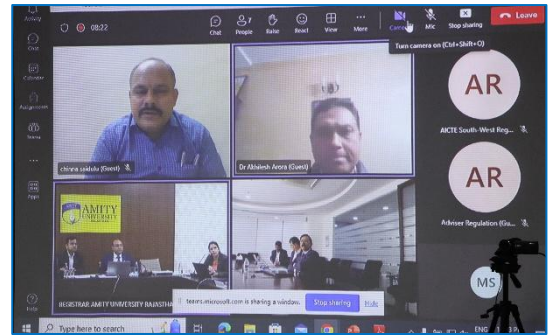 Activity
08:22
Chat
People
Raise
React
View
More
Camera
Mic
Stop sharing
Leave
Turn camera on (Ctrl+Shift+O)
Chat
Calendar
Assignments
Teams
Apps
Help
chinna saidulu (Guest)
Dr Akhilesh Arora (Guest)
AR
AICTE South-West Reg...
AR
Adviser Regulation (Gu...
AMITY
UNIVERSITY
REGISTRAR AMITY UNIVERSITY RAJASTHA
teams.microsoft.com is sharing a window.
Stop sharing
Hide
MS
Type here to search
ENG